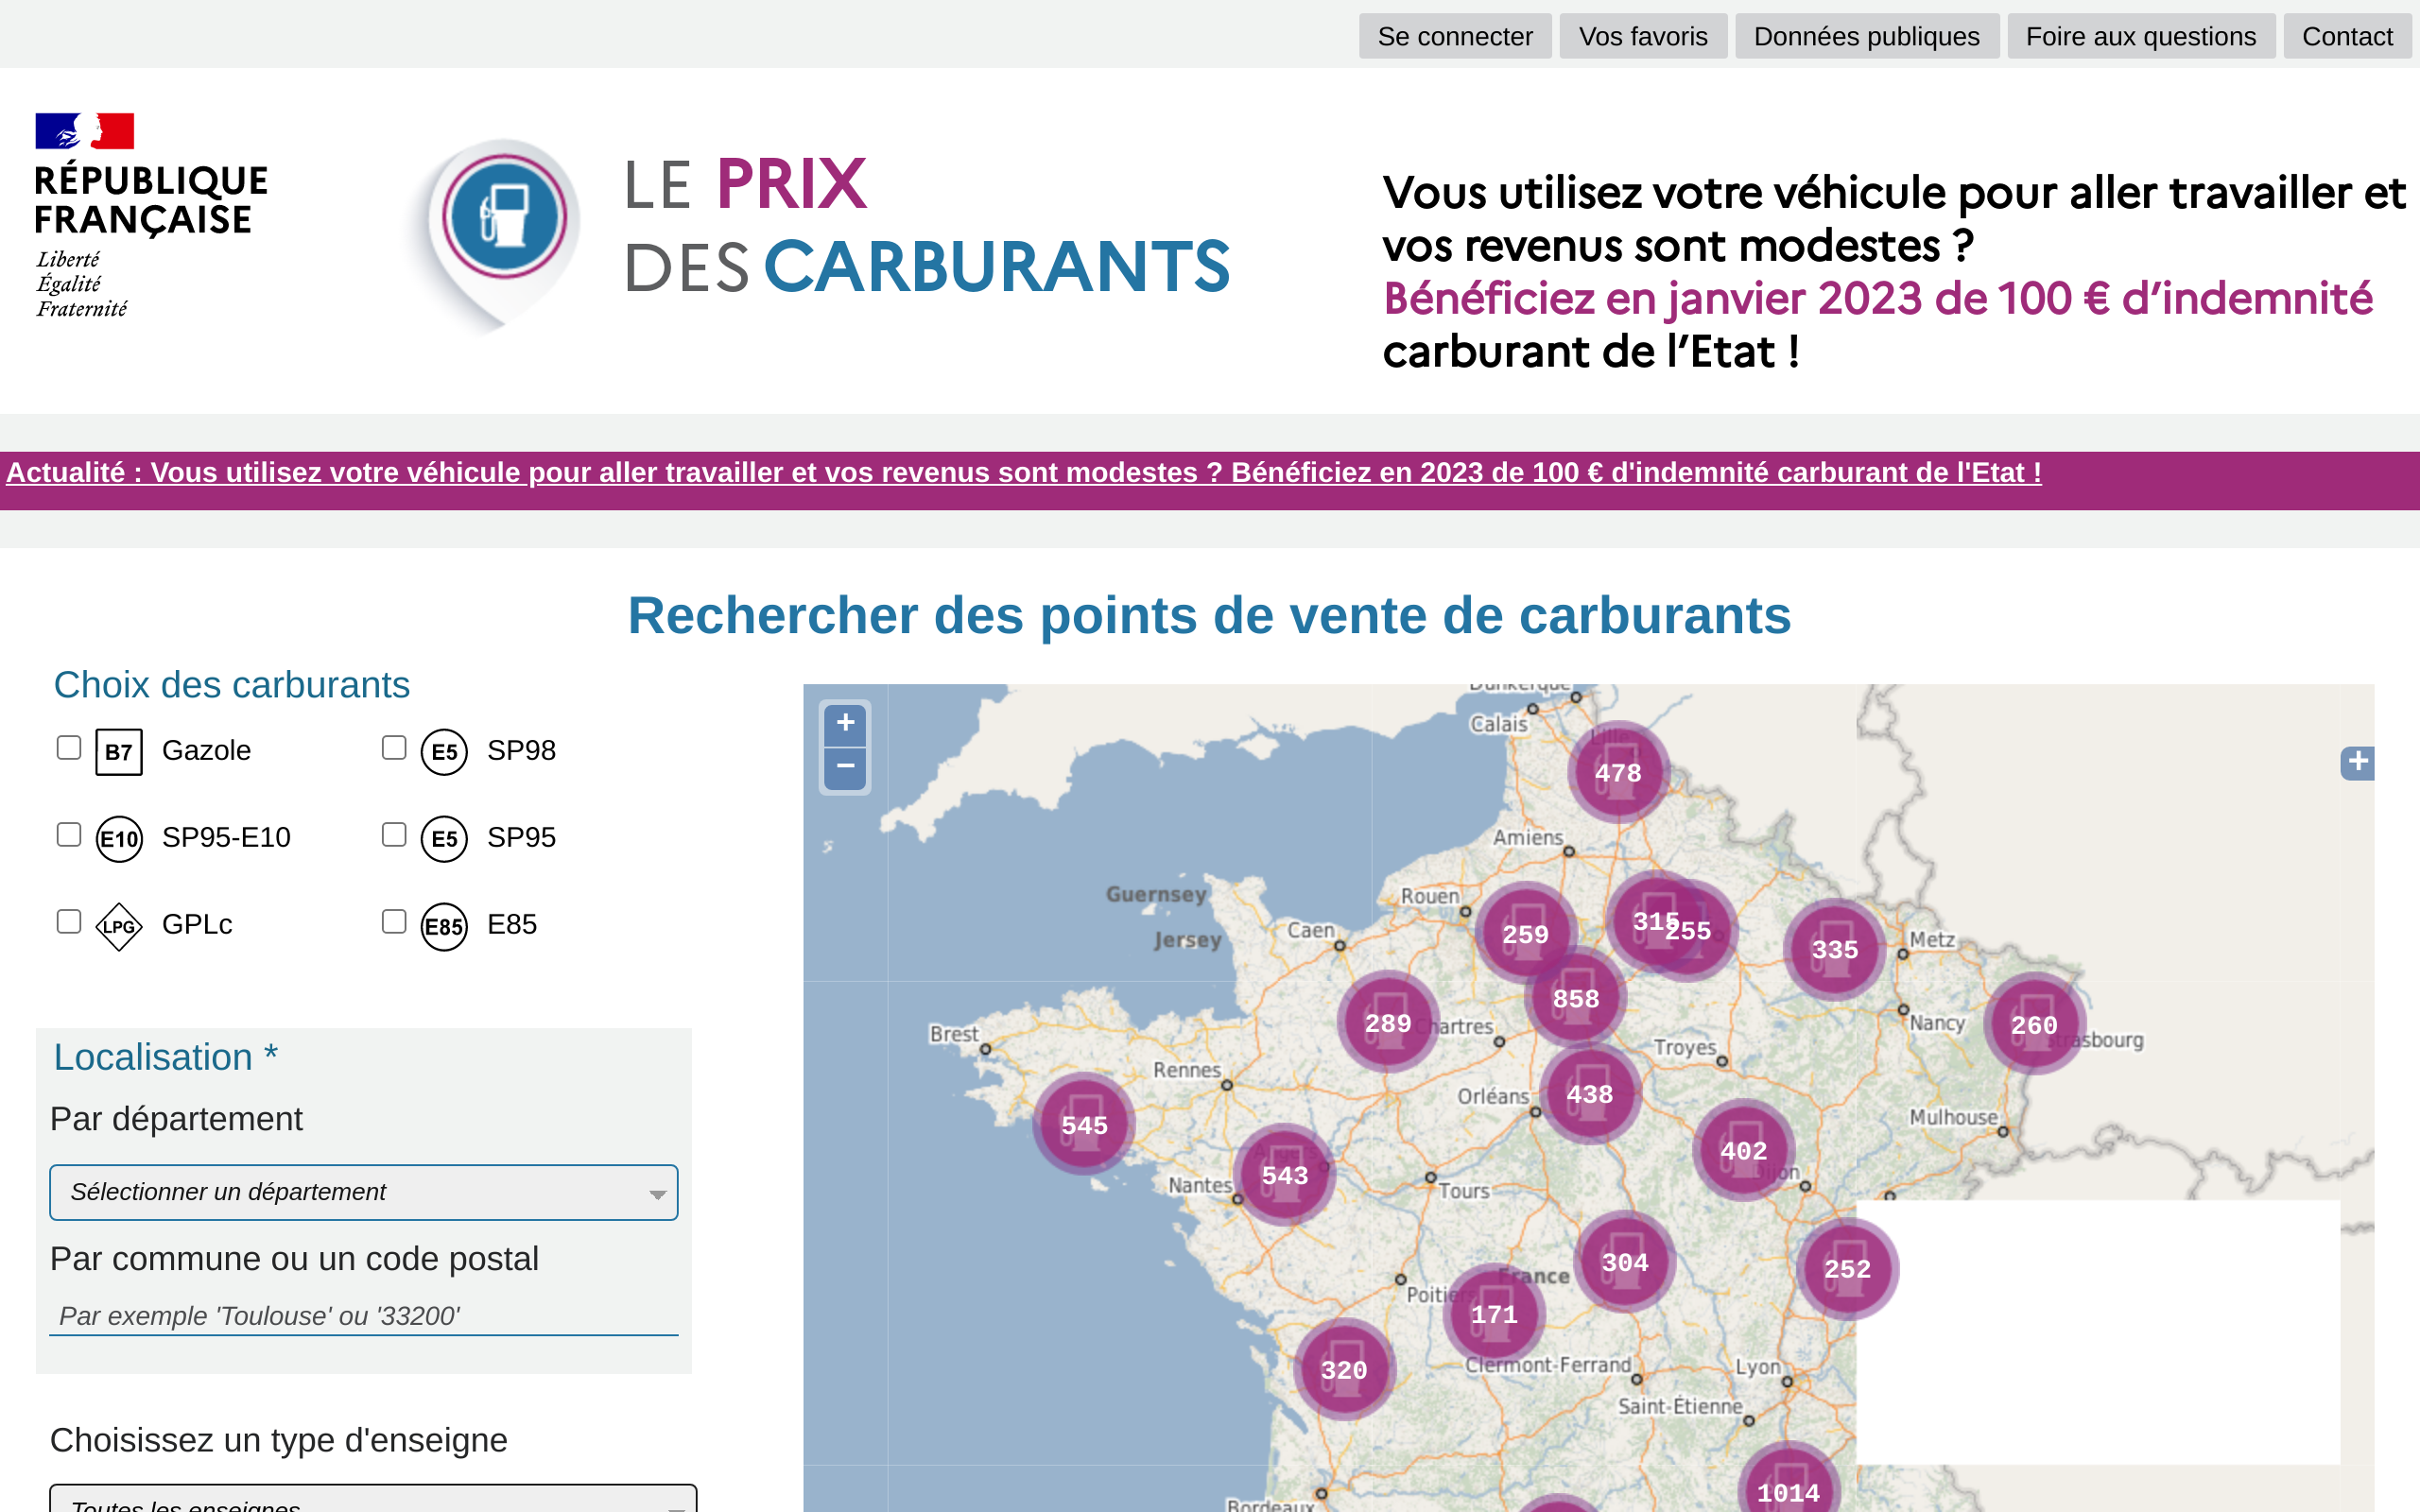 Se connecter Vos favoris Données publiques Foire aux questions Contact
RÉPUBLIQUE
FRANÇAISE
Liberté
Égalité
Fraternité
LE PRIX
DES CARBURANTS
Vous utilisez votre véhicule pour aller travailler et
vos revenus sont modestes ?
Bénéficiez en janvier 2023 de 100 € d’indemnité
carburant de l’Etat !
Actualité : Vous utilisez votre véhicule pour aller travailler et vos revenus sont modestes ? Bénéficiez en 2023 de 100 € d'indemnité carburant de l'Etat !
Rechercher des points de vente de carburants
Choix des carburants
B7 Gazole
E5 SP98
E10 SP95-E10
E5 SP95
LPG GPLc
E85 E85
Localisation *
Par département
Sélectionner un département
Par commune ou un code postal
Par exemple 'Toulouse' ou '33200'
Choisissez un type d'enseigne
Toutes les enseignes
+
−
+
Dunkerque
Calais
Lille
478
Amiens
Guernsey
Rouen
Jersey
Caen
259
315
255
335
Metz
858
289
Chartres
Nancy
260
Strasbourg
Brest
Rennes
Troyes
Orléans
438
545
Mulhouse
402
Dijon
Angers
543
Nantes
Tours
304
252
France
Poitiers
171
320
Clermont-Ferrand
Lyon
Saint-Étienne
1014
Bordeaux